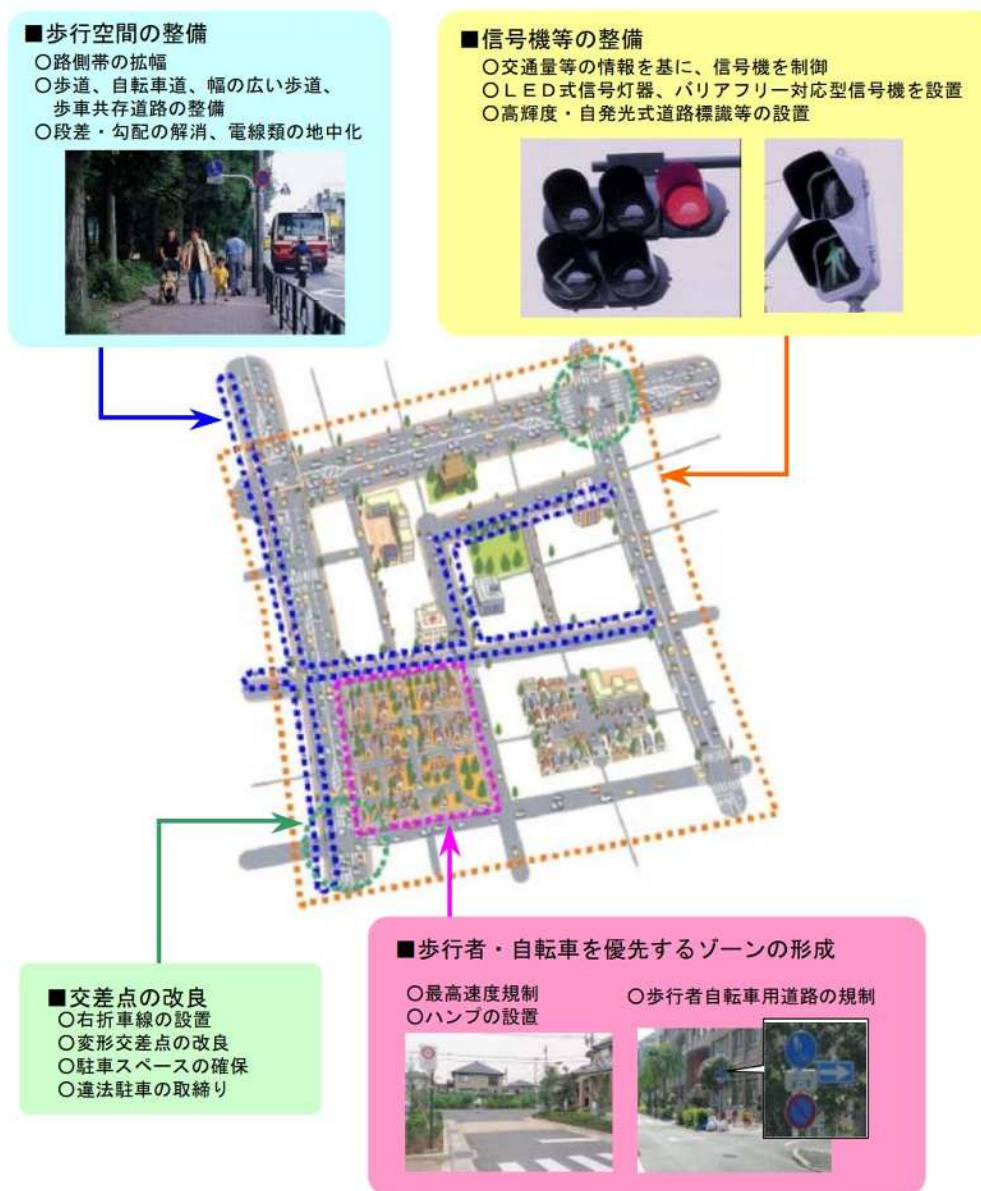 ■歩行空間の整備
○路側帯の拡幅
○歩道、自転車道、幅の広い歩道、
歩車共存道路の整備
○段差・勾配の解消、電線類の地中化
■信号機等の整備
○交通量等の情報を基に、信号機を制御
○ＬＥＤ式信号灯器、バリアフリー対応型信号機を設置
○高輝度・自発光式道路標識等の設置
■交差点の改良
○右折車線の設置
○変形交差点の改良
○駐車スペースの確保
○違法駐車の取締り
■歩行者・自転車を優先するゾーンの形成
○最高速度規制
○ハンプの設置
○歩行者自転車用道路の規制